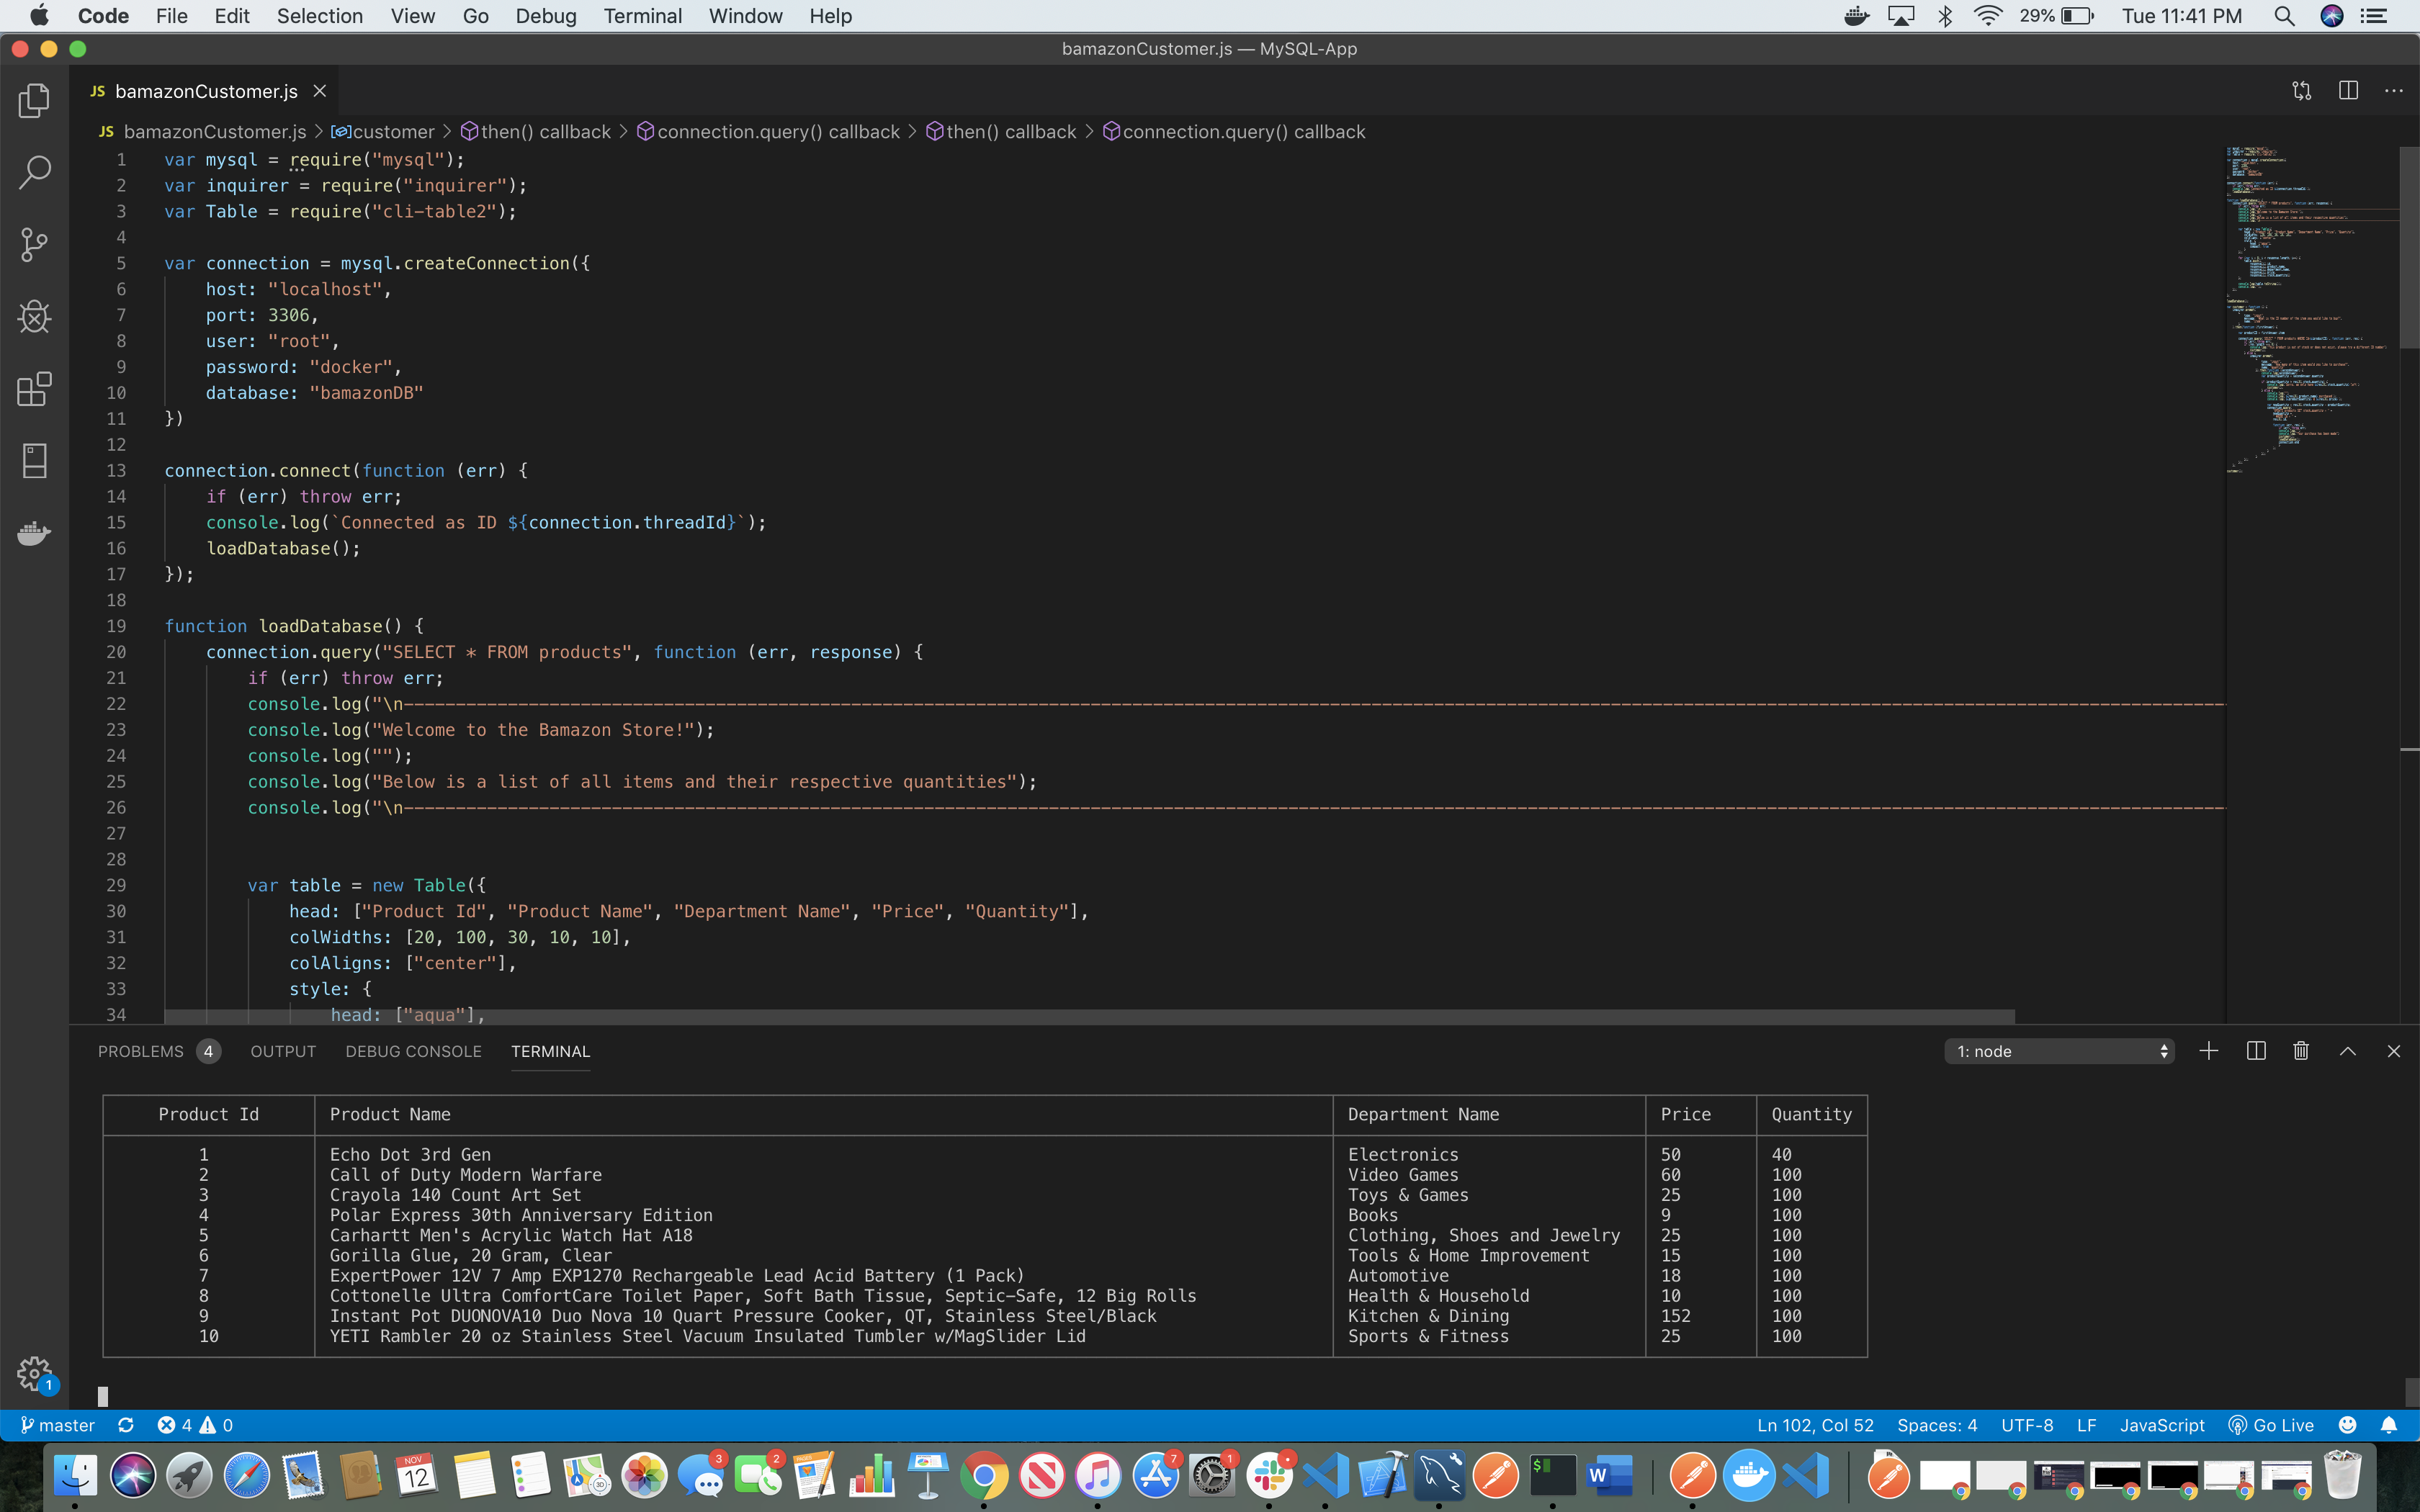 Code File Edit Selection View Go Debug Terminal Window Help 29% Tue 11:41 PM
bamazonCustomer.js — MySQL-App
JS bamazonCustomer.js
JS bamazonCustomer.js > customer > then() callback > connection.query() callback > then() callback > connection.query() callback
1 var mysql = require("mysql");
2 var inquirer = require("inquirer");
3 var Table = require("cli-table2");
4
5 var connection = mysql.createConnection({
6 host: "localhost",
7 port: 3306,
8 user: "root",
9 password: "docker",
10 database: "bamazonDB"
11 })
12
13 connection.connect(function (err) {
14 if (err) throw err;
15 console.log(`Connected as ID ${connection.threadId}`);
16 loadDatabase();
17 });
18
19 function loadDatabase() {
20 connection.query("SELECT * FROM products", function (err, response) {
21 if (err) throw err;
22 console.log("\n--------------------------------------------------------------------------------
23 console.log("Welcome to the Bamazon Store!");
24 console.log("");
25 console.log("Below is a list of all items and their respective quantities");
26 console.log("\n--------------------------------------------------------------------------------
27
28
29 var table = new Table({
30 head: ["Product Id", "Product Name", "Department Name", "Price", "Quantity"],
31 colWidths: [20, 100, 30, 10, 10],
32 colAligns: ["center"],
33 style: {
34 head: ["aqua"],
PROBLEMS 4 OUTPUT DEBUG CONSOLE TERMINAL 1: node
Product Id Product Name Department Name Price Quantity
1 Echo Dot 3rd Gen Electronics 50 40
2 Call of Duty Modern Warfare Video Games 60 100
3 Crayola 140 Count Art Set Toys & Games 25 100
4 Polar Express 30th Anniversary Edition Books 9 100
5 Carhartt Men's Acrylic Watch Hat A18 Clothing, Shoes and Jewelry 25 100
6 Gorilla Glue, 20 Gram, Clear Tools & Home Improvement 15 100
7 ExpertPower 12V 7 Amp EXP1270 Rechargeable Lead Acid Battery (1 Pack) Automotive 18 100
8 Cottonelle Ultra ComfortCare Toilet Paper, Soft Bath Tissue, Septic-Safe, 12 Big Rolls Health & Household 10 100
9 Instant Pot DUONOVA10 Duo Nova 10 Quart Pressure Cooker, QT, Stainless Steel/Black Kitchen & Dining 152 100
10 YETI Rambler 20 oz Stainless Steel Vacuum Insulated Tumbler w/MagSlider Lid Sports & Fitness 25 100
1
master 4 0 Ln 102, Col 52 Spaces: 4 UTF-8 LF JavaScript Go Live
NOV 12 3 2 7 1 $ W